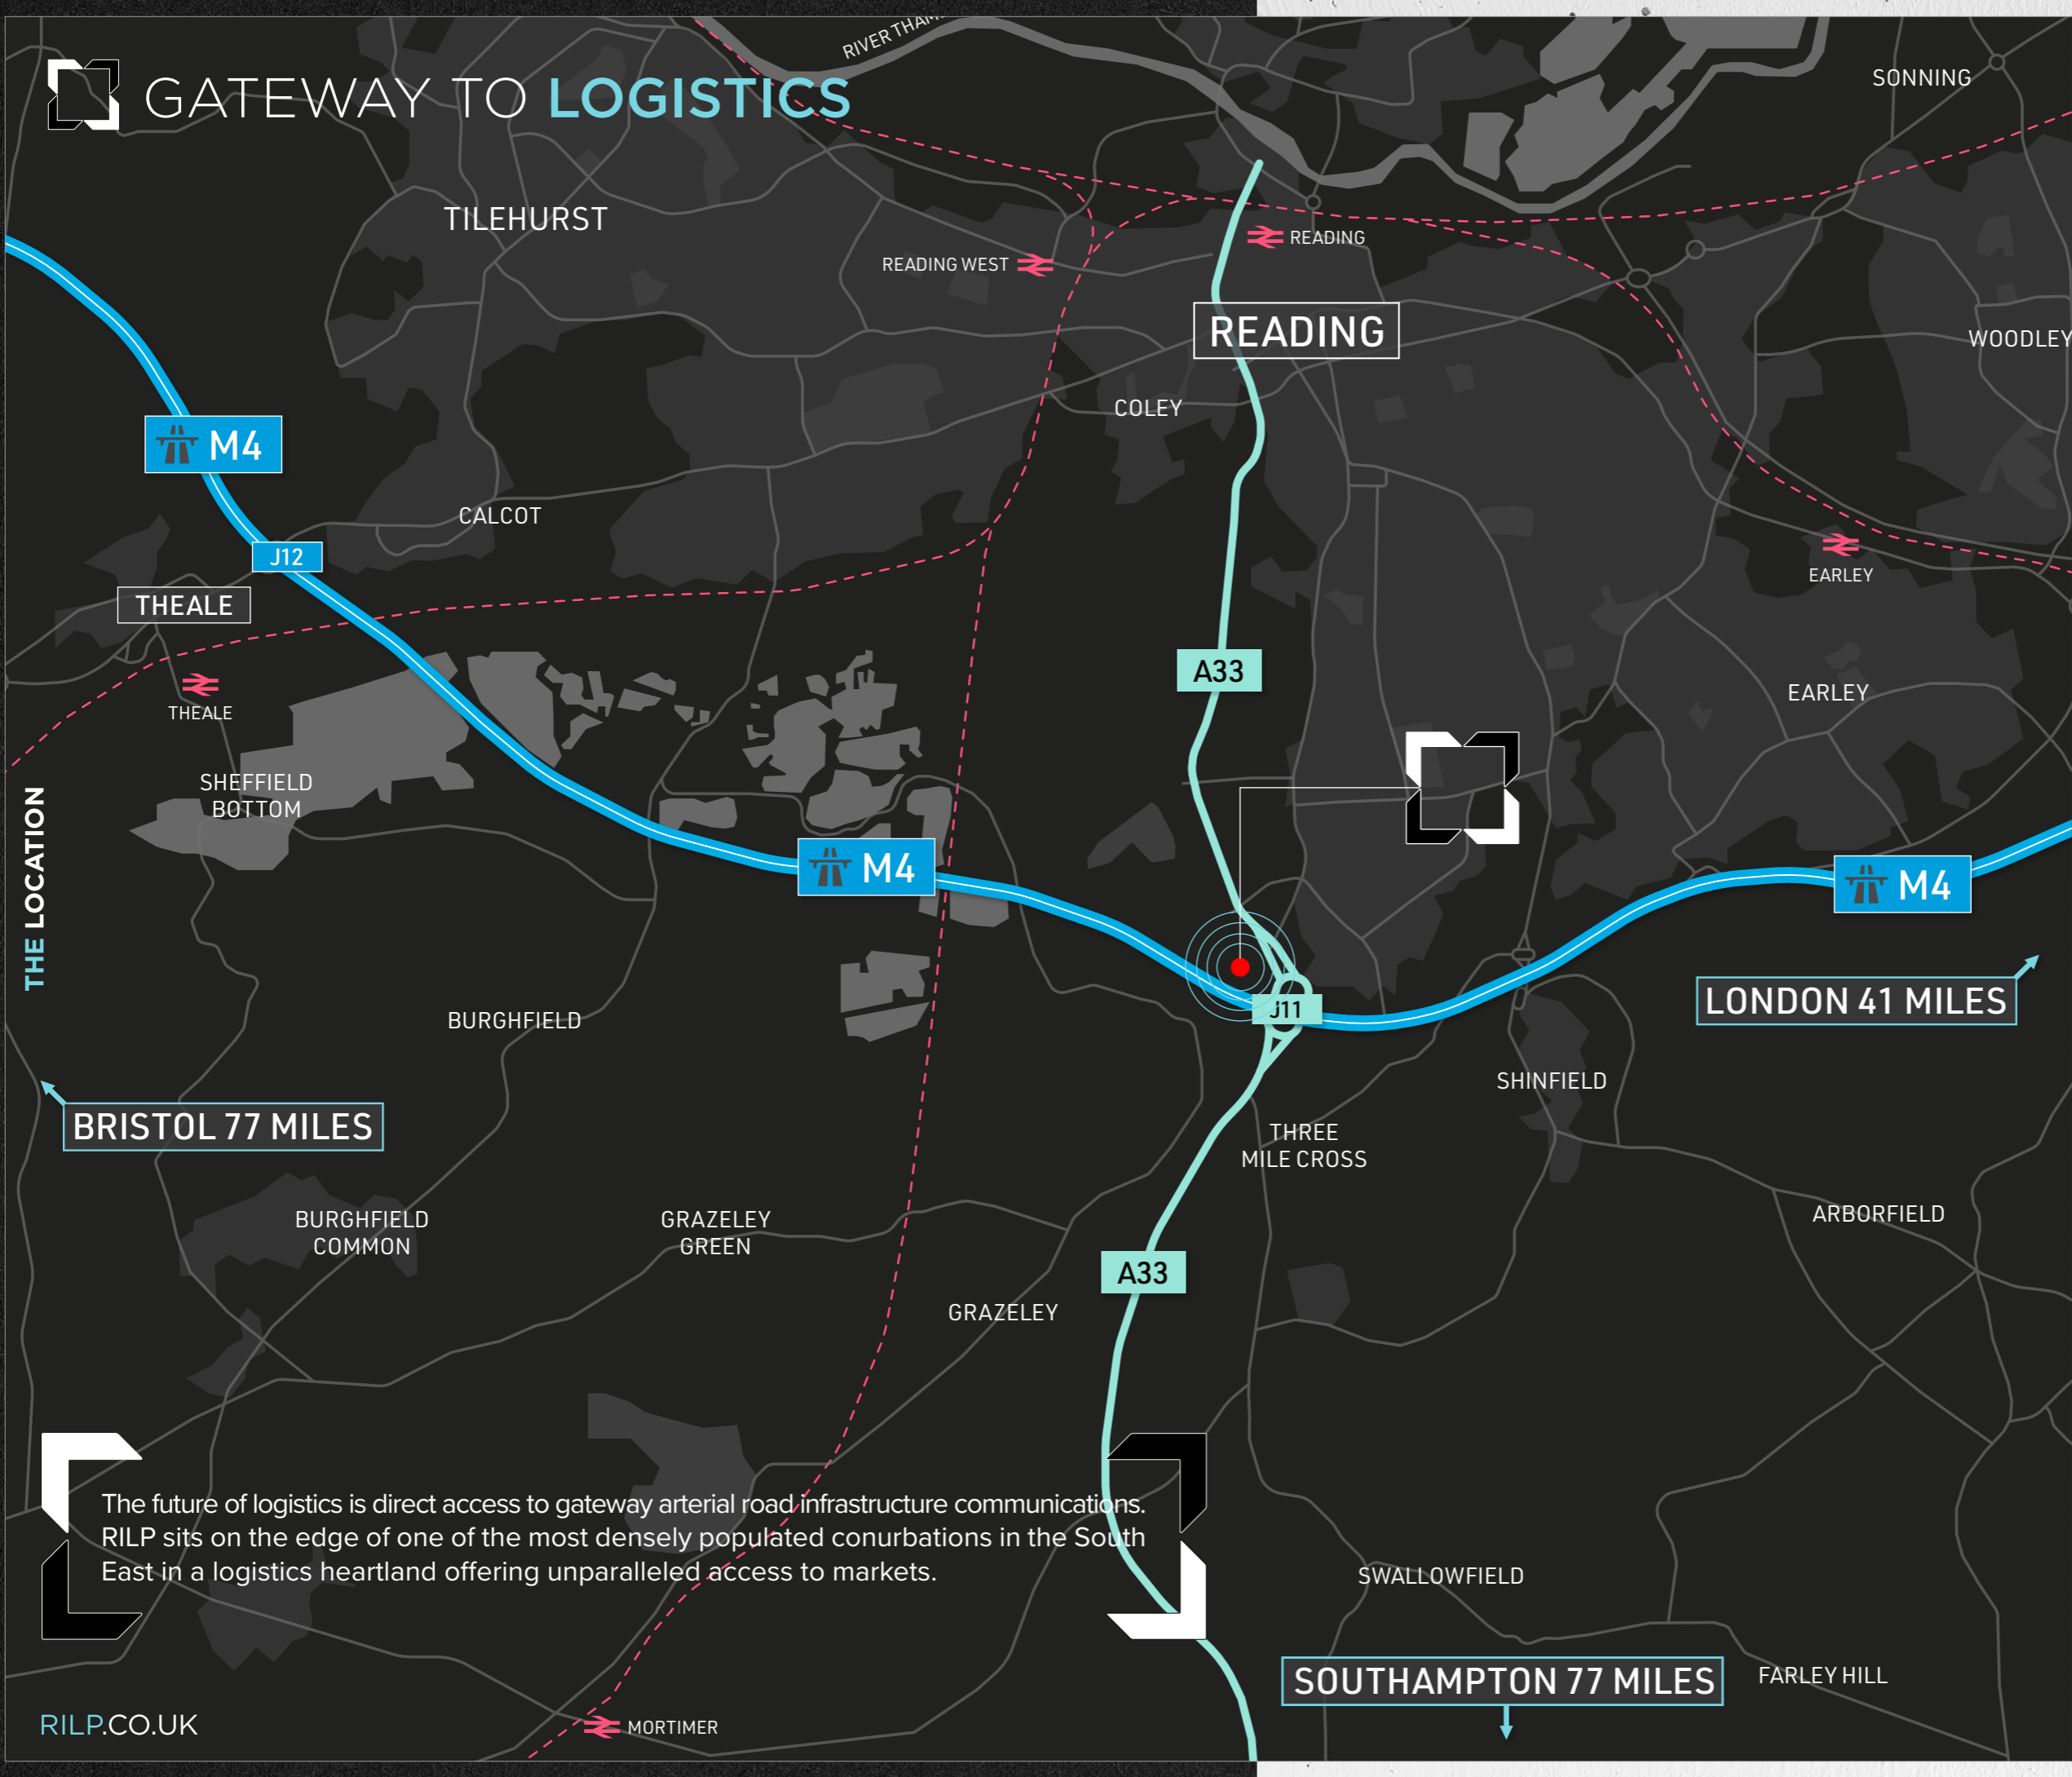 RIVER THAM
GATEWAY TO LOGISTICS
SONNING
TILEHURST
READING
READING WEST
READING
WOODLEY
COLEY
M4
CALCOT
J12
EARLEY
THEALE
A33
EARLEY
THEALE
SHEFFIELD
BOTTOM
THE LOCATION
M4
M4
LONDON 41 MILES
J11
BURGHFIELD
SHINFIELD
BRISTOL 77 MILES
THREE
MILE CROSS
ARBORFIELD
BURGHFIELD
COMMON
GRAZELEY
GREEN
A33
GRAZELEY
The future of logistics is direct access to gateway arterial road infrastructure communications.
RILP sits on the edge of one of the most densely populated conurbations in the South
East in a logistics heartland offering unparalleled access to markets.
SWALLOWFIELD
SOUTHAMPTON 77 MILES
FARLEY HILL
RILP.CO.UK
MORTIMER